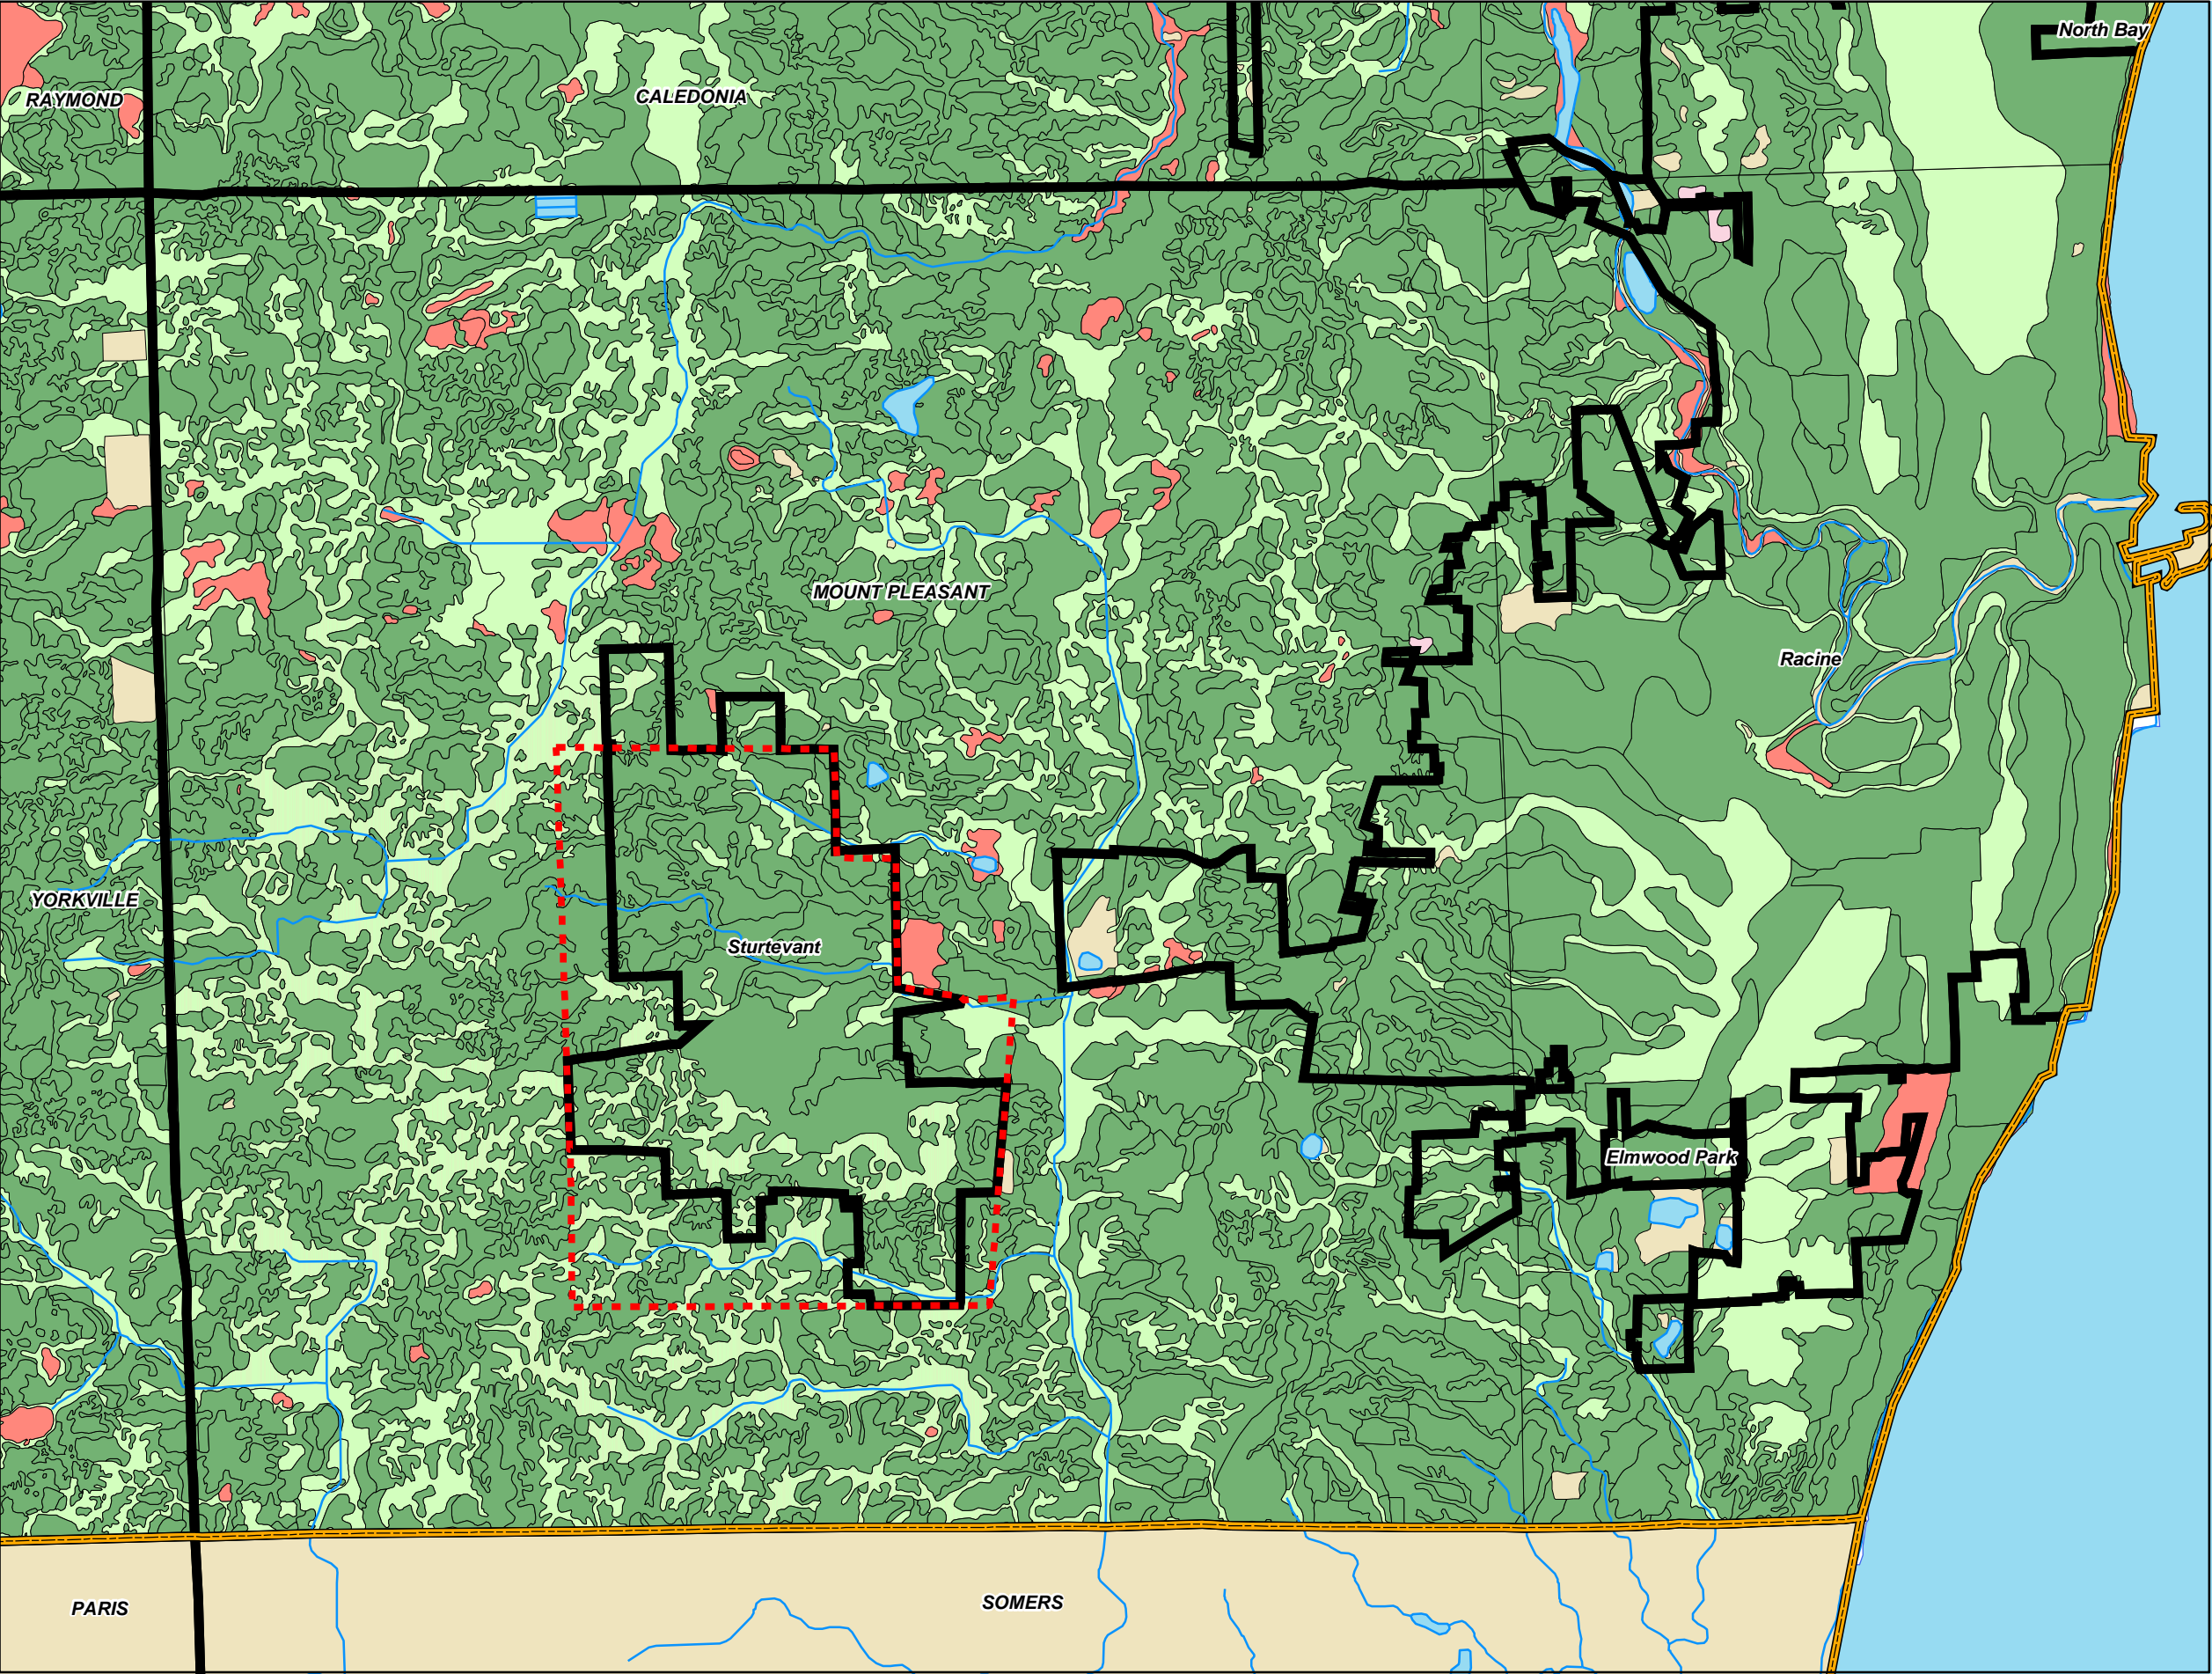 North Bay
RAYMOND
CALEDONIA
MOUNT PLEASANT
Racine
YORKVILLE
Sturtevant
Elmwood Park
PARIS
SOMERS